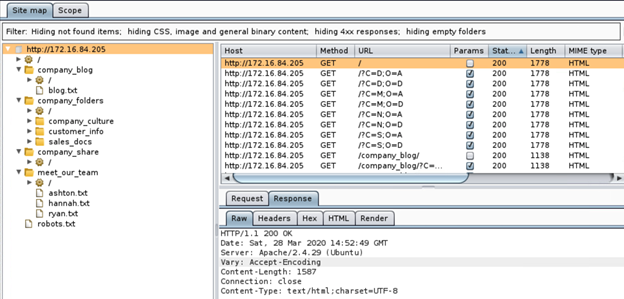 Site map Scope
Filter: Hiding not found items; hiding CSS, image and general binary content; hiding 4xx responses; hiding empty folders
http://172.16.84.205
/
company_blog
/
blog.txt
company_folders
/
company_culture
customer_info
sales_docs
company_share
/
meet_our_team
/
ashton.txt
hannah.txt
ryan.txt
robots.txt
Host Method URL Params Stat... Length MIME type
http://172.16.84.205 GET / 200 1778 HTML
http://172.16.84.205 GET /?C=D;O=A 200 1778 HTML
http://172.16.84.205 GET /?C=D;O=D 200 1778 HTML
http://172.16.84.205 GET /?C=M;O=A 200 1778 HTML
http://172.16.84.205 GET /?C=M;O=D 200 1778 HTML
http://172.16.84.205 GET /?C=N;O=A 200 1778 HTML
http://172.16.84.205 GET /?C=N;O=D 200 1778 HTML
http://172.16.84.205 GET /?C=S;O=A 200 1778 HTML
http://172.16.84.205 GET /?C=S;O=D 200 1778 HTML
http://172.16.84.205 GET /company_blog/ 200 1138 HTML
http://172.16.84.205 GET /company_blog/?C=... 200 1138 HTML
Request Response
Raw Headers Hex HTML Render
HTTP/1.1 200 OK
Date: Sat, 28 Mar 2020 14:52:49 GMT
Server: Apache/2.4.29 (Ubuntu)
Vary: Accept-Encoding
Content-Length: 1587
Connection: close
Content-Type: text/html;charset=UTF-8